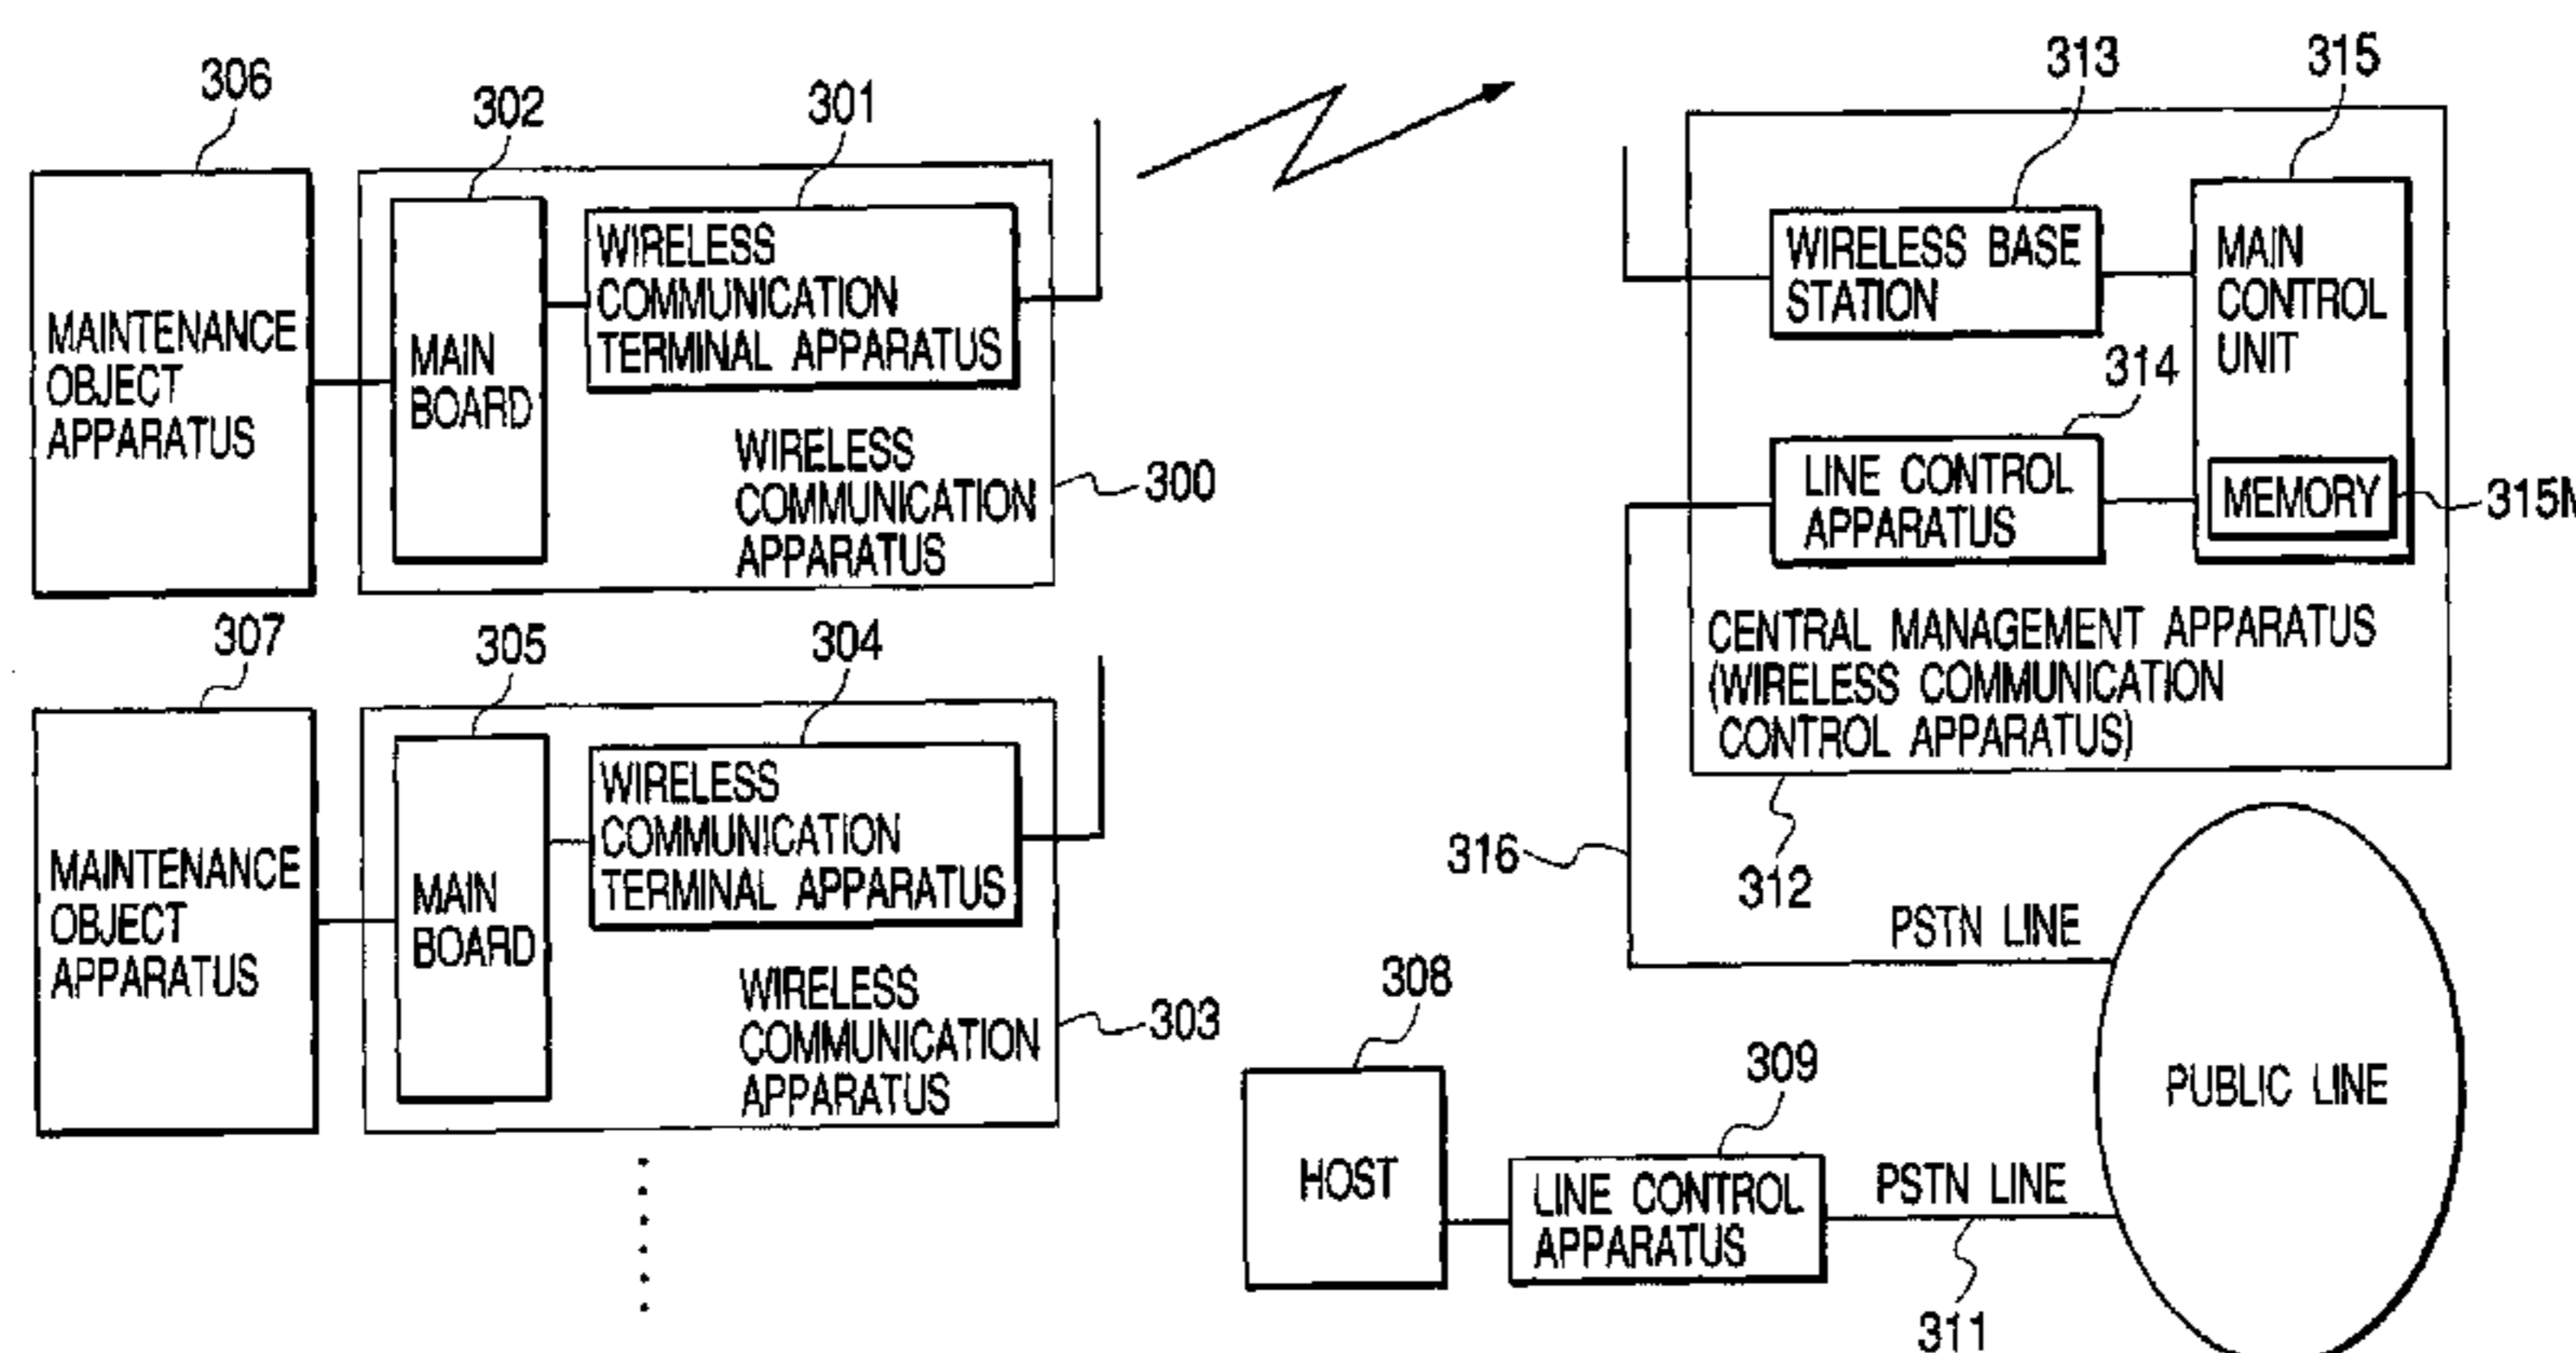 306
302
301
MAINTENANCE
OBJECT
APPARATUS
MAIN
BOARD
WIRELESS
COMMUNICATION
TERMINAL APPARATUS
WIRELESS
COMMUNICATION
APPARATUS
300
307
305
304
MAINTENANCE
OBJECT
APPARATUS
MAIN
BOARD
WIRELESS
COMMUNICATION
TERMINAL APPARATUS
WIRELESS
COMMUNICATION
APPARATUS
303
313
315
WIRELESS BASE
STATION
MAIN
CONTROL
UNIT
314
LINE CONTROL
APPARATUS
MEMORY
315M
CENTRAL MANAGEMENT APPARATUS
(WIRELESS COMMUNICATION
CONTROL APPARATUS)
316
312
PSTN LINE
308
309
HOST
LINE CONTROL
APPARATUS
PSTN LINE
311
PUBLIC LINE